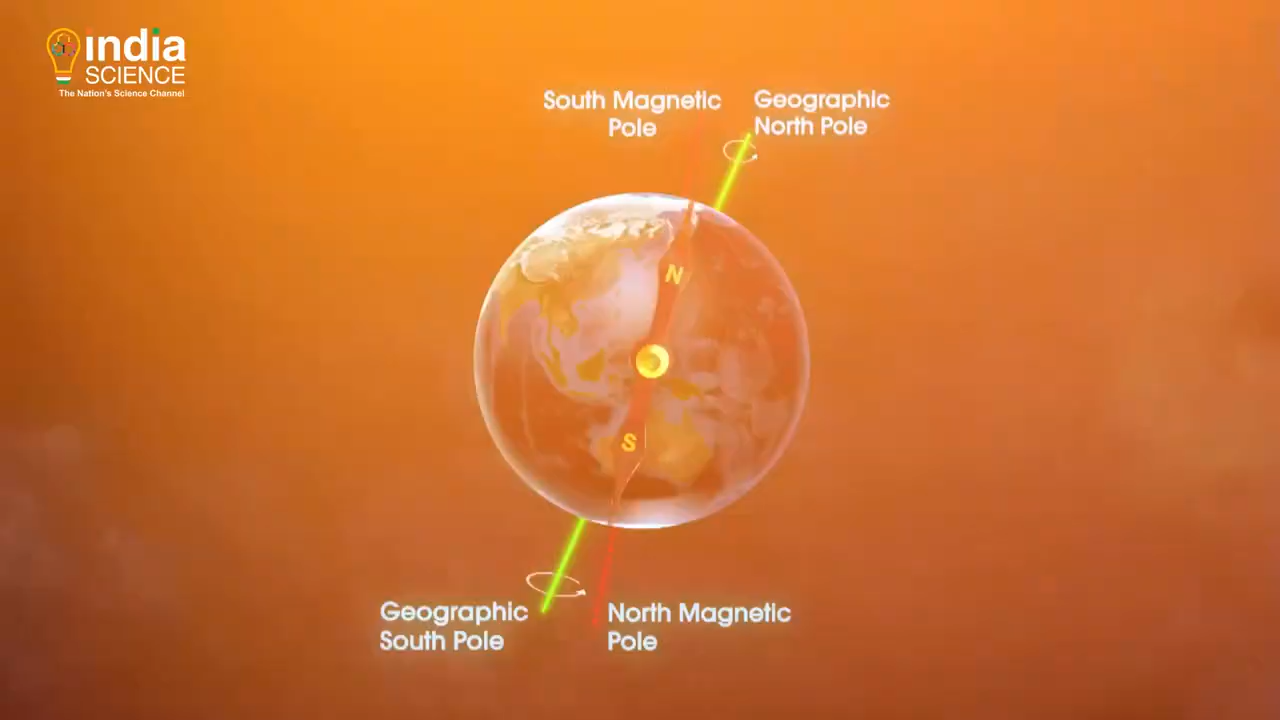 india
SCIENCE
The Nation's Science Channel
South Magnetic
Pole
Geographic
North Pole
N
S
Geographic
South Pole
North Magnetic
Pole